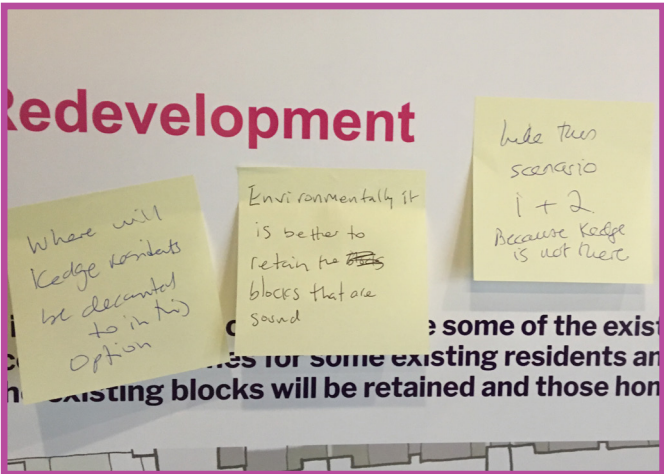 Redevelopment
Where will
Kedge residents
be decanted
to in this
option
Environmentally it
is better to
retain the
blocks that are
sound
Like this
scenario
1 + 2
Because Kedge
is not there
some of the exist
for some existing residents an
existing blocks will be retained and those hom